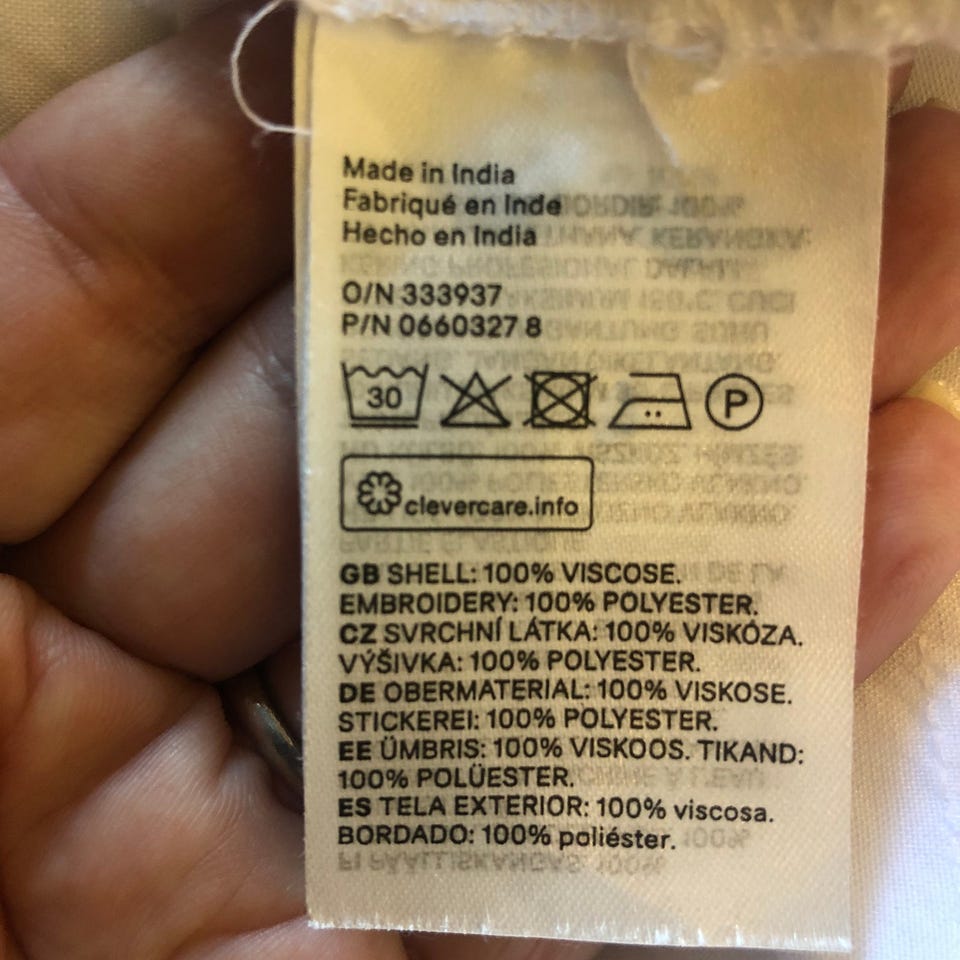 Made in India
Fabriqué en Inde
Hecho en India
O/N 333937
P/N 0660327 8
30
P
clevercare.info
GB SHELL: 100% VISCOSE.
EMBROIDERY: 100% POLYESTER.
CZ SVRCHNÍ LÁTKA: 100% VISKÓZA.
VÝŠIVKA: 100% POLYESTER.
DE OBERMATERIAL: 100% VISKOSE.
STICKEREI: 100% POLYESTER.
EE ÜMBRIS: 100% VISKOOS. TIKAND:
100% POLÜESTER.
ES TELA EXTERIOR: 100% viscosa.
BORDADO: 100% poliéster.